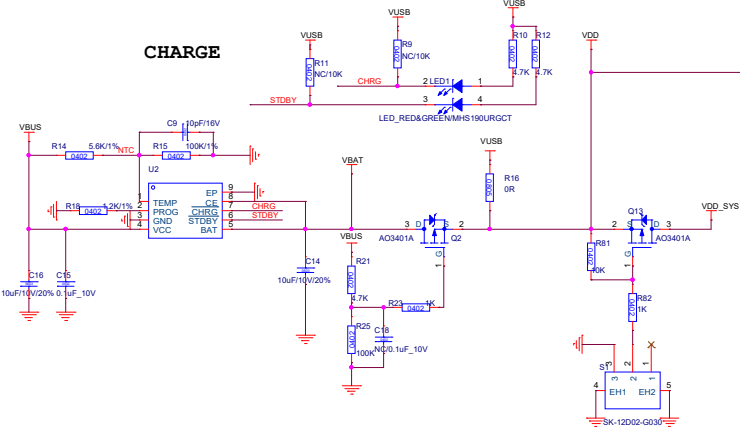 CHARGE
VUSB
R11
0402
NC/10K
VUSB
R9
0402
NC/10K
VUSB
R10
0402
4.7K
R12
0402
4.7K
CHRG
2 LED1 1
STDBY
3 4
LED_RED&GREEN/MHS190URGCT
VDD
C9 10pF/16V
VBUS
R14 5.6K/1%
0402
NTC
R15 100K/1%
0402
U2
R18 1.2K/1%
0402
1 TEMP
2 PROG
3 GND
4 VCC
EP 9
CE 8
CHRG 7 CHRG
STDBY 6 STDBY
BAT 5
C16
10uF/10V/20%
C15
0.1uF_10V
C14
10uF/10V/20%
VBAT
VBUS
R21
0402
4.7K
R25
0402
100K
C18
NC/0.1uF_10V
R23 1K
0402
3 D S 2
AO3401A Q2
G
1
VUSB
R16
0805
0R
Q13
2 S D 3
AO3401A
G
1
VDD_SYS
R81
0402
10K
R82
0402
1K
S1
3 2 1
3 2 1
4 EH1 EH2 5
SK-12D02-G030